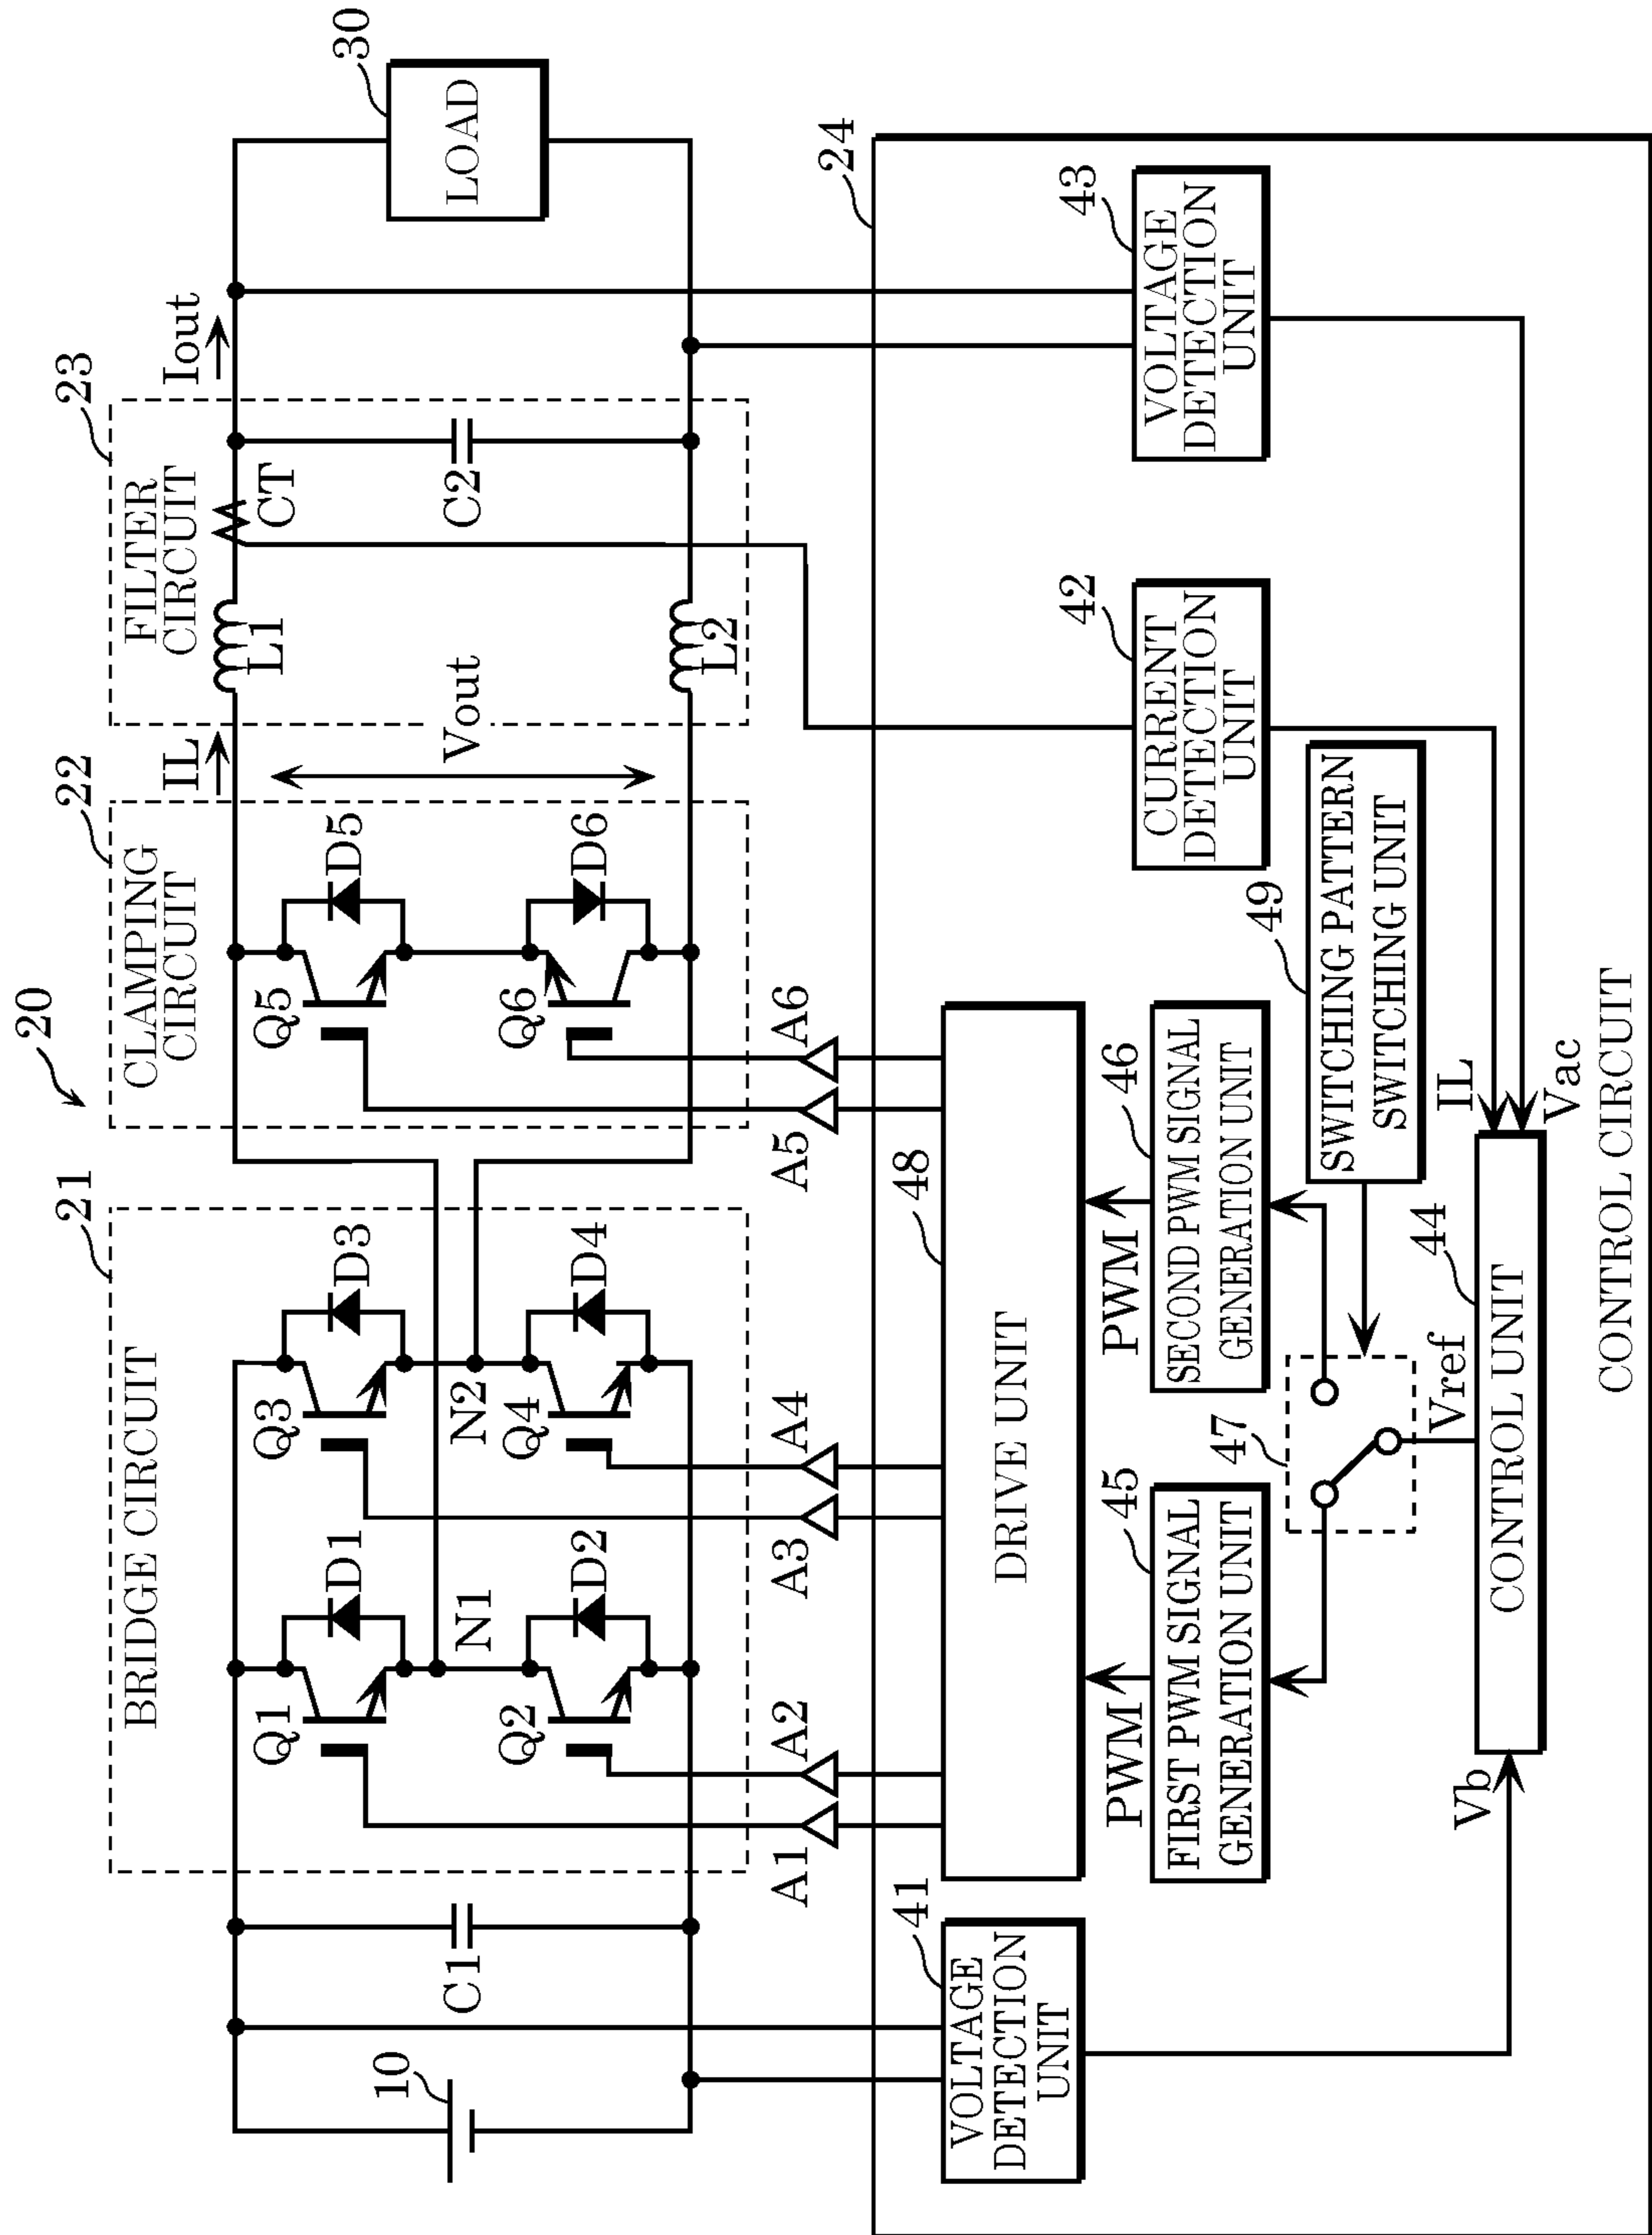 20
21
22
23
BRIDGE CIRCUIT
CLAMPING
CIRCUIT
FILTER
CIRCUIT
IL
Iout
30
10
C1
Q1
D1
Q3
D3
N1
N2
Q2
D2
Q4
D4
Q5
D5
Q6
D6
Vout
L1
L2
CT
C2
LOAD
A1
A2
A3
A4
A5
A6
24
41
VOLTAGE
DETECTION
UNIT
48
DRIVE UNIT
PWM
PWM
45
FIRST PWM SIGNAL
GENERATION UNIT
46
SECOND PWM SIGNAL
GENERATION UNIT
42
CURRENT
DETECTION
UNIT
43
VOLTAGE
DETECTION
UNIT
47
49
SWITCHING PATTERN
SWITCHING UNIT
Vb
Vref
44
CONTROL UNIT
IL
Vac
CONTROL CIRCUIT